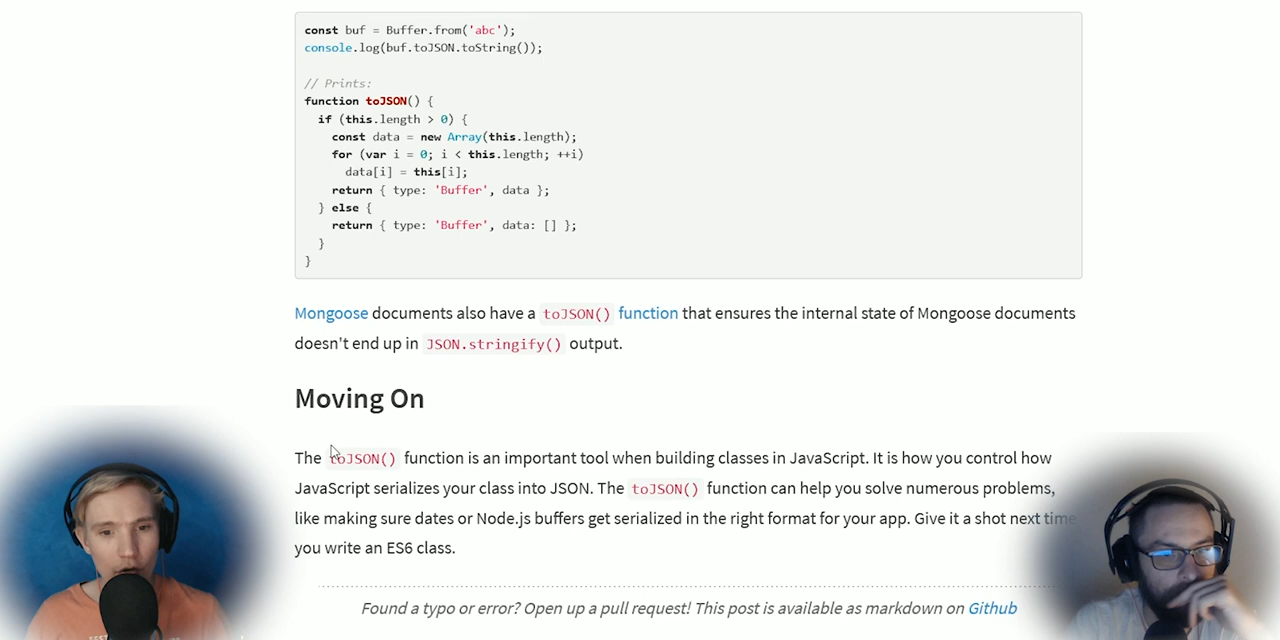 const buf = Buffer.from('abc');
console.log(buf.toJSON.toString());
// Prints:
function toJSON() {
if (this.length > 0) {
const data = new Array(this.length);
for (var i = 0; i < this.length; ++i)
data[i] = this[i];
return { type: 'Buffer', data };
} else {
return { type: 'Buffer', data: [] };
}
}
Mongoose documents also have a toJSON() function that ensures the internal state of Mongoose documents
doesn't end up in JSON.stringify() output.
Moving On
The toJSON() function is an important tool when building classes in JavaScript. It is how you control how
JavaScript serializes your class into JSON. The toJSON() function can help you solve numerous problems,
like making sure dates or Node.js buffers get serialized in the right format for your app. Give it a shot next time
you write an ES6 class.
Found a typo or error? Open up a pull request! This post is available as markdown on Github